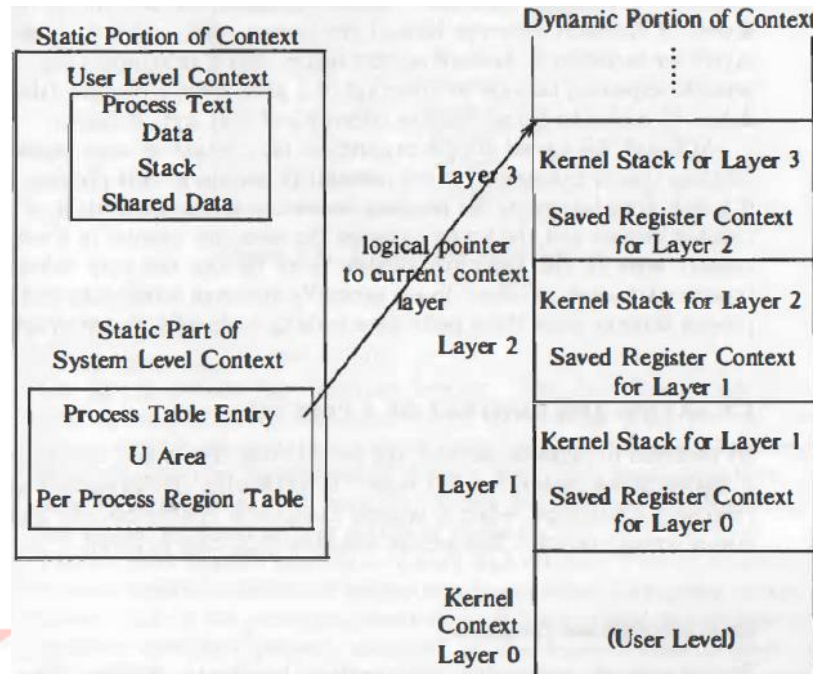 Static Portion of Context
User Level Context
Process Text
Data
Stack
Shared Data
Static Part of
System Level Context
Process Table Entry
U Area
Per Process Region Table
logical pointer
to current context
layer
Dynamic Portion of Context
Layer 3
Kernel Stack for Layer 3
Saved Register Context
for Layer 2
Layer 2
Kernel Stack for Layer 2
Saved Register Context
for Layer 1
Layer 1
Kernel Stack for Layer 1
Saved Register Context
for Layer 0
Kernel
Context
Layer 0
(User Level)